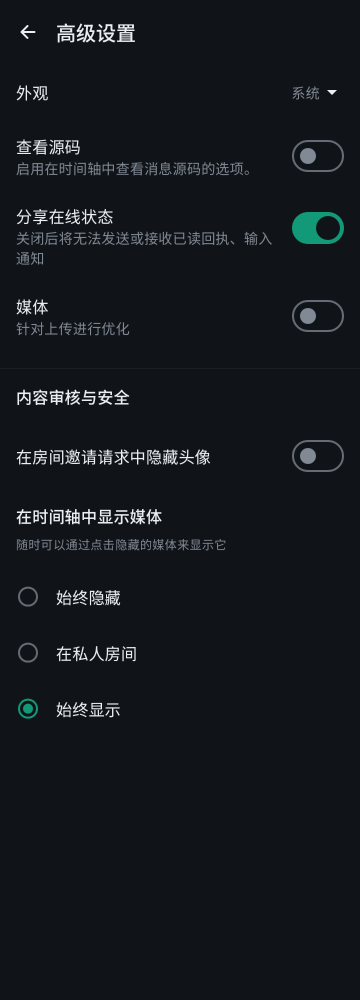 高级设置
外观
系统
查看源码
启用在时间轴中查看消息源码的选项。
分享在线状态
关闭后将无法发送或接收已读回执、输入
通知
媒体
针对上传进行优化
内容审核与安全
在房间邀请请求中隐藏头像
在时间轴中显示媒体
随时可以通过点击隐藏的媒体来显示它
始终隐藏
在私人房间
始终显示